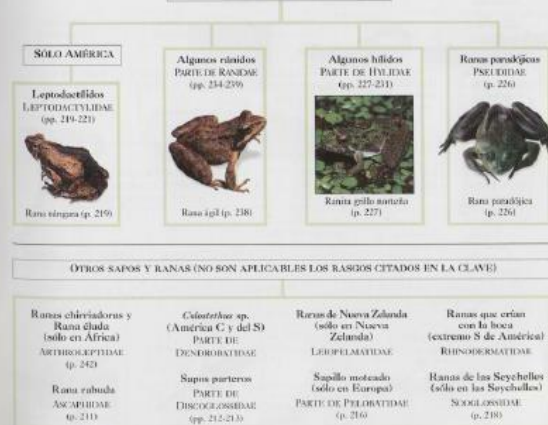 SÓLO AMÉRICA
Leptodactílidos
LEPTODACTYLIDAE
(pp. 219-221)
Rana níngara (p. 219)
Algunos ránidos
PARTE DE RANIDAE
(pp. 234-239)
Rana ágil (p. 238)
Algunos hílidos
PARTE DE HYLIDAE
(pp. 227-231)
Ranita grillo norteña
(p. 227)
Ranas paradójicas
PSEUDIDAE
(p. 226)
Rana paradójica
(p. 226)
OTROS SAPOS Y RANAS (NO SON APLICABLES LOS RASGOS CITADOS EN LA CLAVE)
Ranas chirriadoras y
Rana élada
(sólo en África)
ARTHROLEPTIDAE
(p. 242)
Rana rabuda
ASCAPHIDAE
(p. 211)
Colostethus sp.
(América C y del S)
PARTE DE
DENDROBATIDAE
Sapos parteros
PARTE DE
DISCOGLOSSIDAE
(pp. 212-213)
Ranas de Nueva Zelanda
(sólo en Nueva
Zelanda)
LEIOPELMATIDAE
Sapillo moteado
(sólo en Europa)
PARTE DE PELOBATIDAE
(p. 216)
Ranas que crían
con la boca
(extremo S de América)
RHINODERMATIDAE
Ranas de las Seychelles
(sólo en las Seychelles)
SOOGLOSSIDAE
(p. 218)